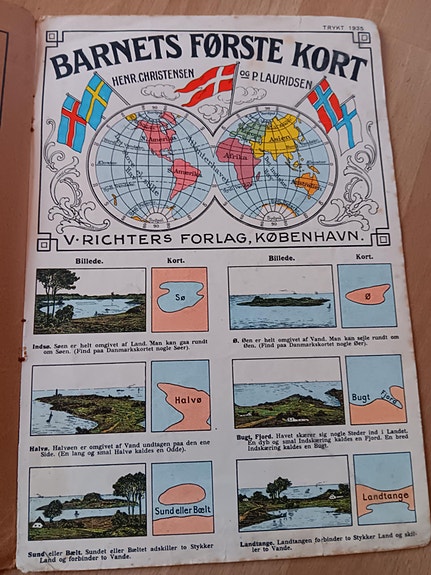 TRYKT 1935
BARNETS FØRSTE KORT
HENR. CHRISTENSEN OG P. LAURIDSEN
N. Amerika
S. Amerika
Atlanterhavet
Afrika
Asien
V. RICHTERS FORLAG, KØBENHAVN.
Billede. Kort. Billede. Kort.
Sø
Ø
Indsø. Søen er helt omgivet af Land. Man kan gaa rundt
om Søen. (Find paa Danmarkskortet nogle Søer).
Ø. Øen er helt omgivet af Vand. Man kan sejle rundt om
Øen. (Find paa Danmarkskortet nogle Øer).
Halvø
Bugt Fjord
Halvø. Halvøen er omgivet af Vand undtagen paa den ene
Side. (En lang og smal Halvø kaldes en Odde).
Bugt, Fjord. Havet skærer sig nogle Steder ind i Landet.
En dyb og smal Indskæring kaldes en Fjord. En bred
Indskæring kaldes en Bugt.
Sund eller Bælt
Landtange
Sund eller Bælt. Sundet eller Bæltet adskiller to Stykker
Land og forbinder to Vande.
Landtange. Landtangen forbinder to Stykker Land og skil-
ler to Vande.